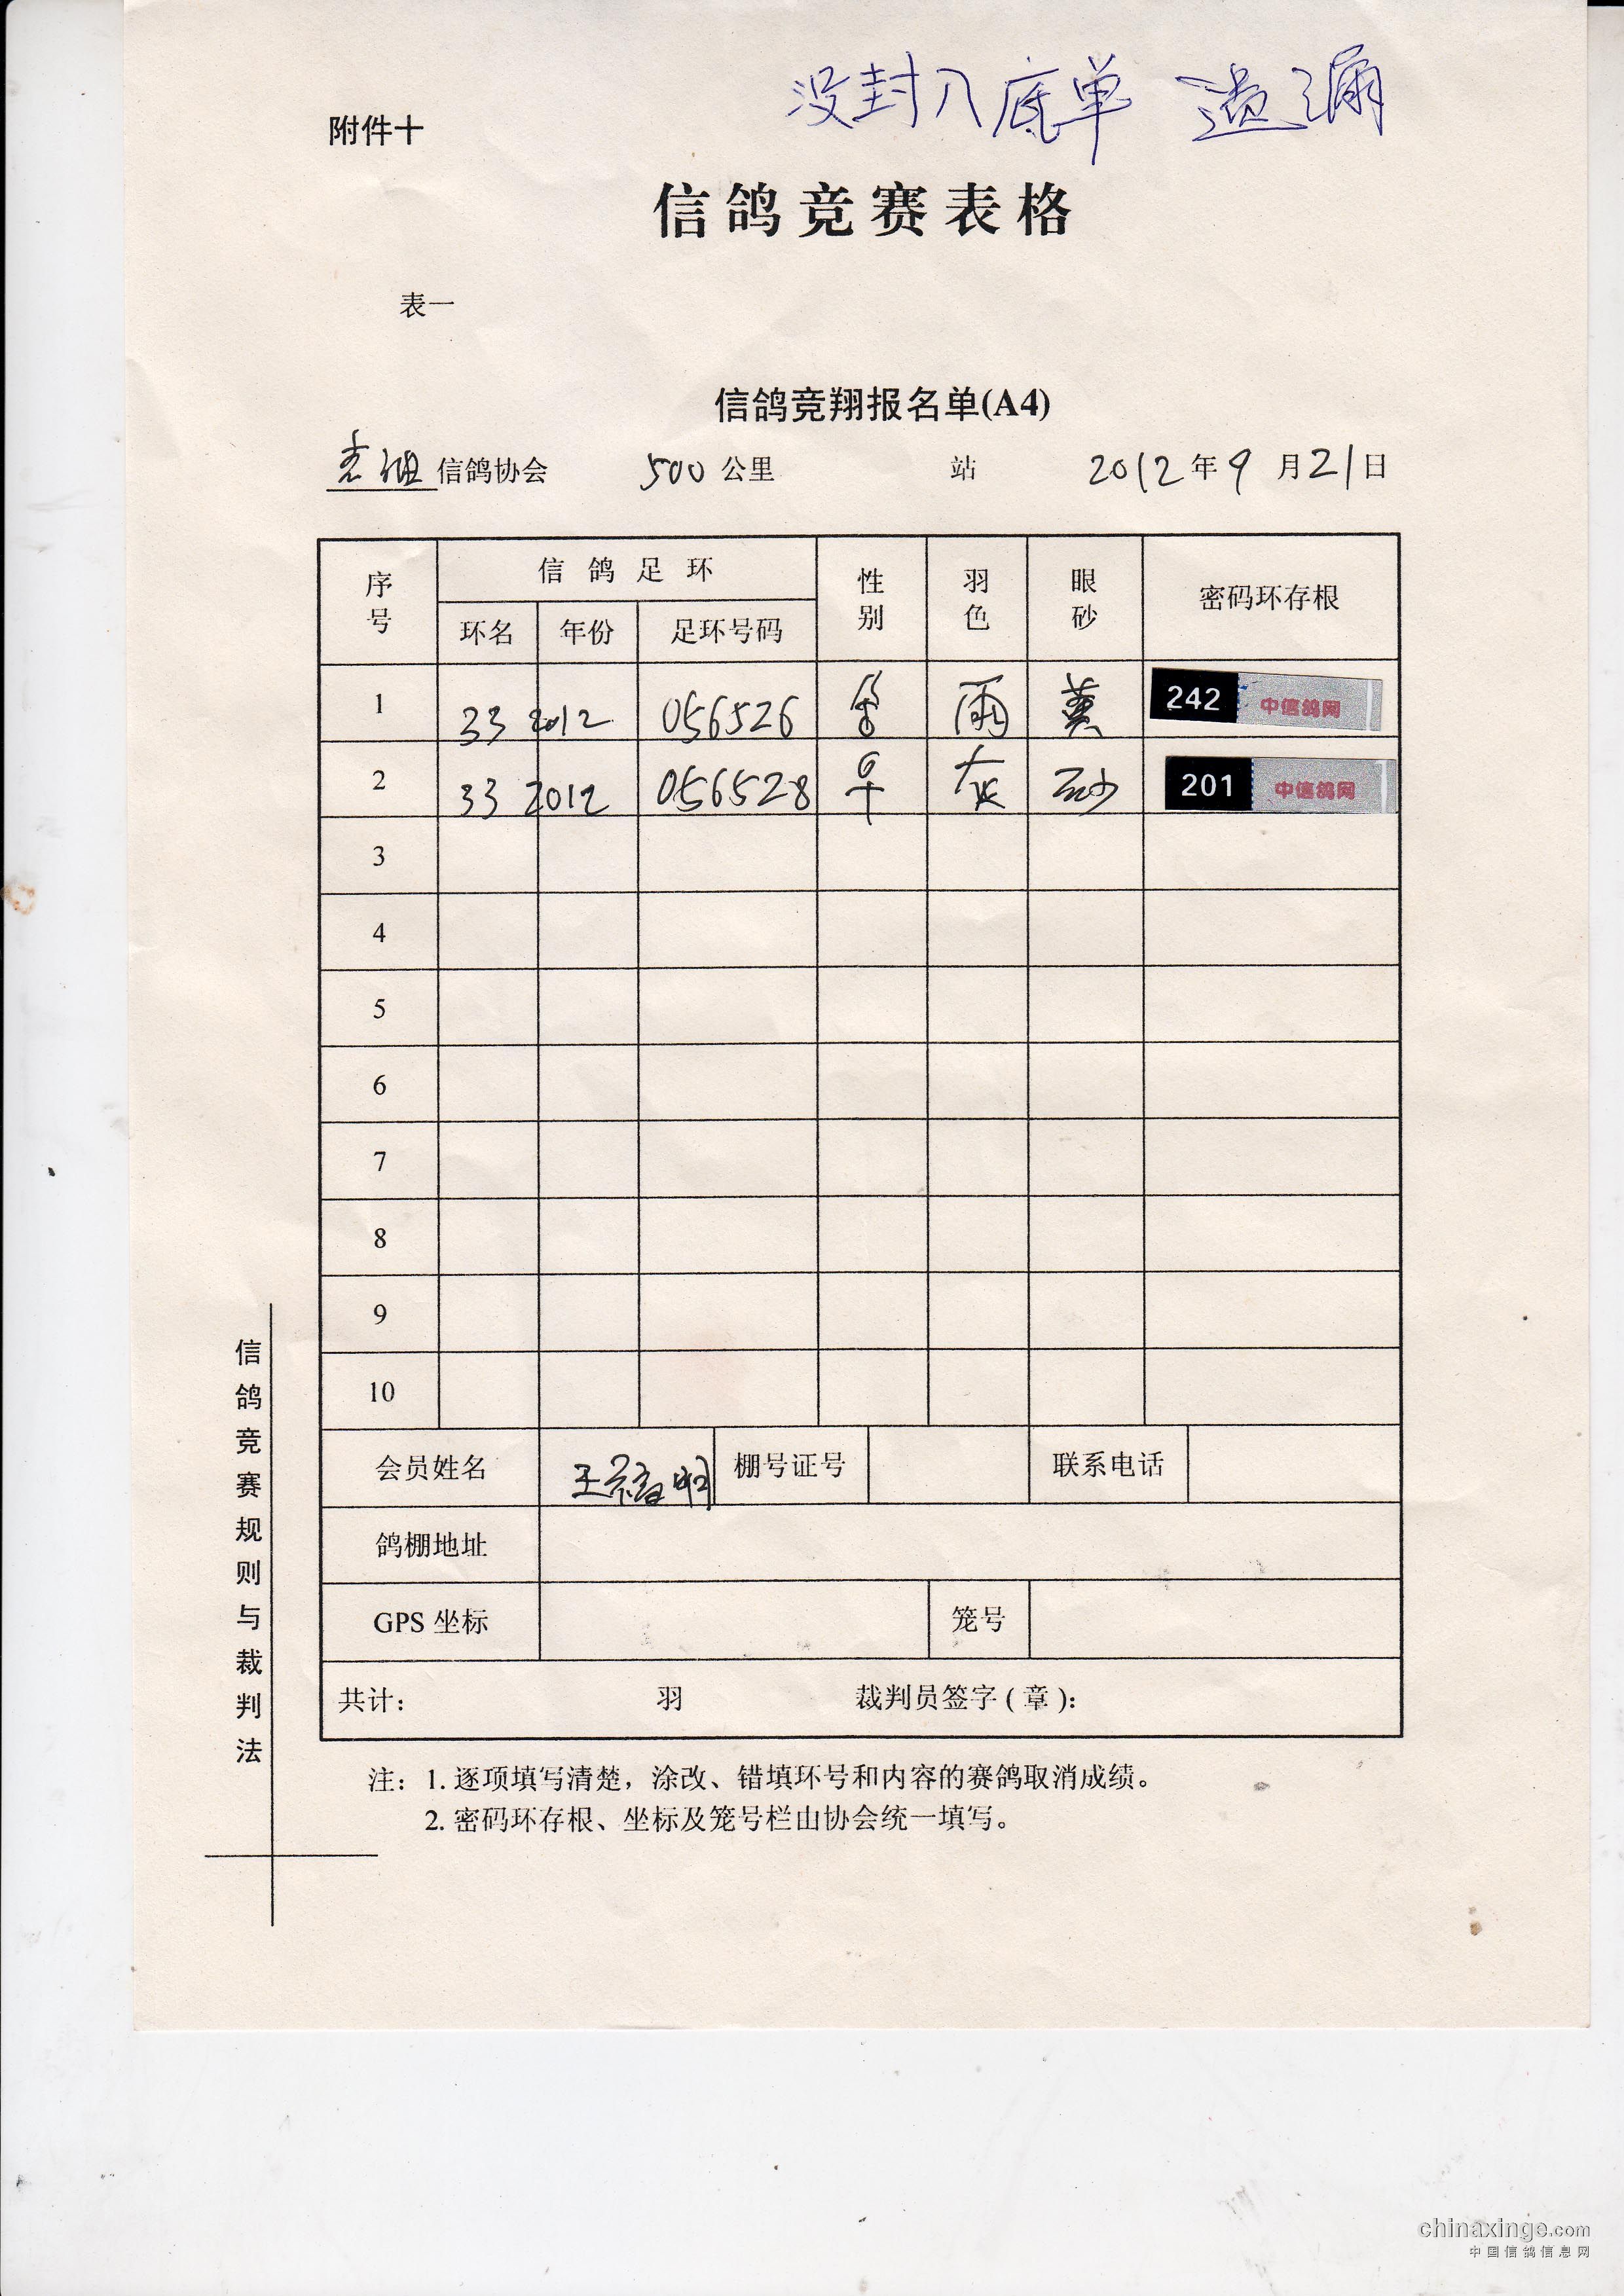 没封入底单 遗漏
附件十
信鸽竞赛表格
表一
信鸽竞翔报名单(A4)
信鸽协会 500 公里 站 2012 年 9 月 21 日
序号 信鸽足环 性别 羽色 眼砂 密码环存根
环名 年份 足环号码
1 33 2012 056526 雨 黄 242 中信鸽网
2 33 2012 056528 灰 砂 201 中信鸽网
3
4
5
6
7
8
9
10
会员姓名 王 明 棚号证号 联系电话
鸽棚地址
GPS 坐标 笼号
共计: 羽 裁判员签字(章):
注: 1. 逐项填写清楚,涂改、错填环号和内容的赛鸽取消成绩。
2. 密码环存根、坐标及笼号栏山协会统一填写。
信鸽竞赛规则与裁判法
chinaxinge.com
中国信鸽信息网